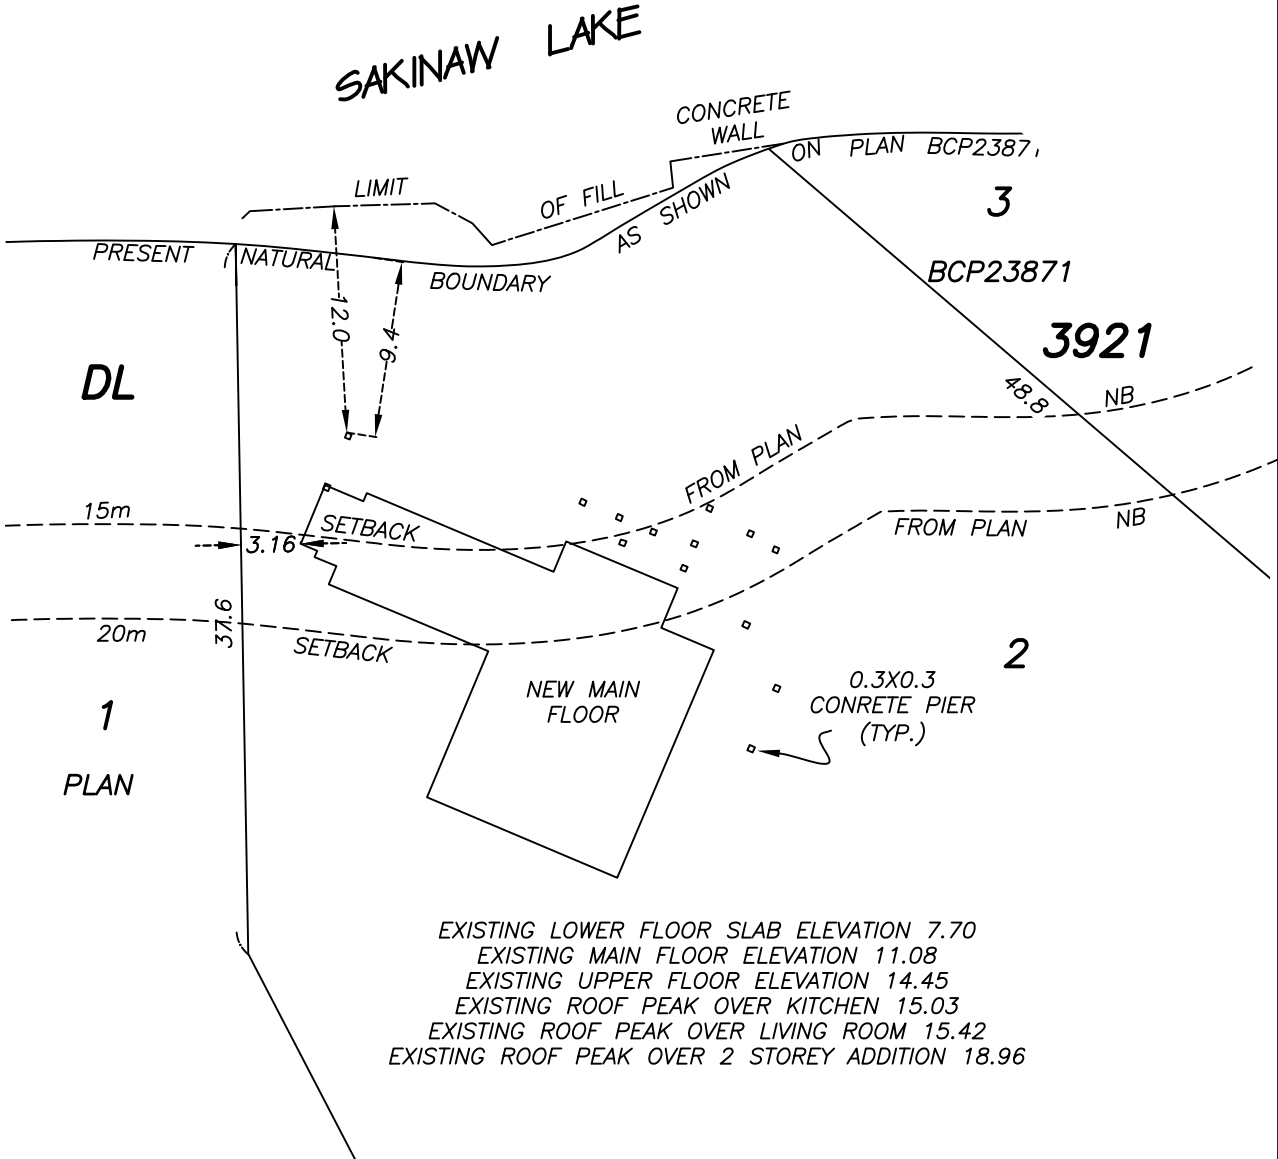 SAKINAW LAKE
CONCRETE
WALL
ON PLAN BCP23871
LIMIT
OF FILL
AS SHOWN
3
PRESENT NATURAL BOUNDARY
BCP23871
12.0
9.4
3921
DL
48.8
NB
FROM PLAN
15m
SETBACK
FROM PLAN
NB
3.16
37.6
20m
SETBACK
2
NEW MAIN
FLOOR
0.3X0.3
CONRETE PIER
(TYP.)
1
PLAN
EXISTING LOWER FLOOR SLAB ELEVATION 7.70
EXISTING MAIN FLOOR ELEVATION 11.08
EXISTING UPPER FLOOR ELEVATION 14.45
EXISTING ROOF PEAK OVER KITCHEN 15.03
EXISTING ROOF PEAK OVER LIVING ROOM 15.42
EXISTING ROOF PEAK OVER 2 STOREY ADDITION 18.96